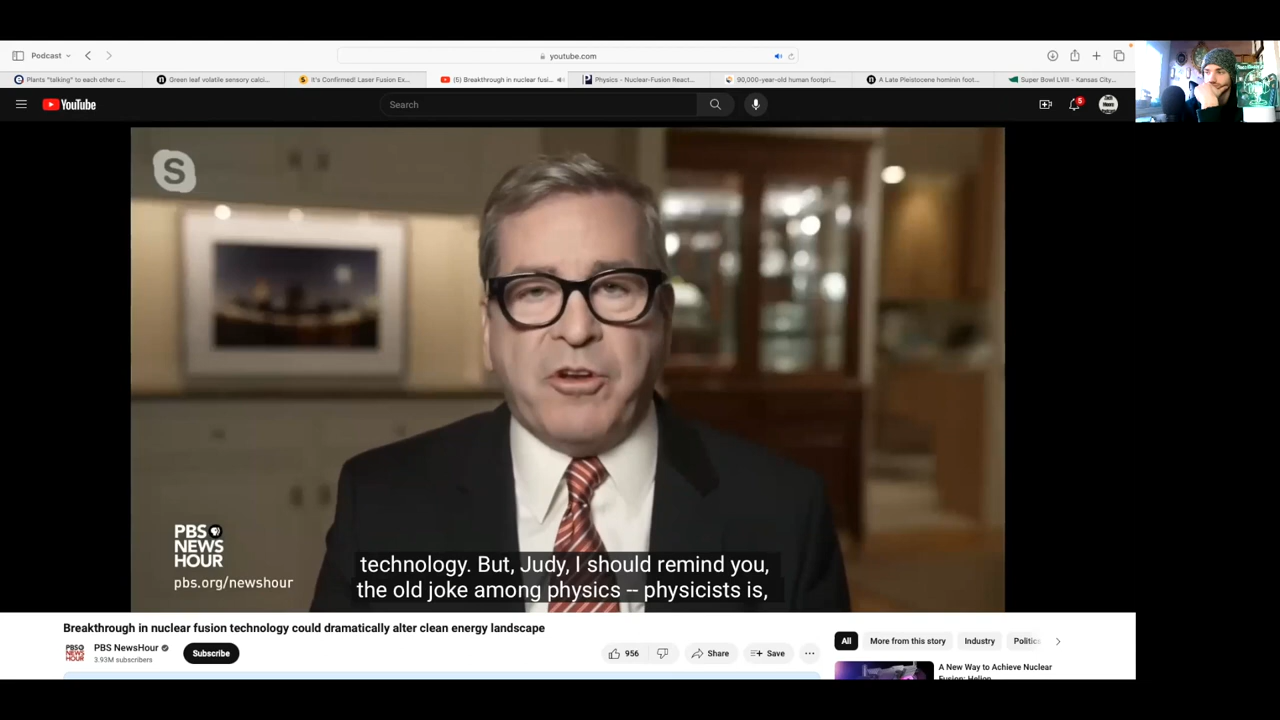 Podcast
youtube.com
Plants "talking" to each other c...
Green leaf volatile sensory calci...
It's Confirmed! Laser Fusion Ex...
(5) Breakthrough in nuclear fusi...
Physics - Nuclear-Fusion React...
90,000-year-old human footpri...
A Late Pleistocene hominin foot...
Super Bowl LVIII - Kansas City...
YouTube
Search
5
S
PBS
NEWS
HOUR
pbs.org/newshour
technology. But, Judy, I should remind you,
the old joke among physics -- physicists is,
Breakthrough in nuclear fusion technology could dramatically alter clean energy landscape
PBS NewsHour
3.93M subscribers
Subscribe
956
Share
Save
All
More from this story
Industry
Politics
A New Way to Achieve Nuclear
Fusion: Helion